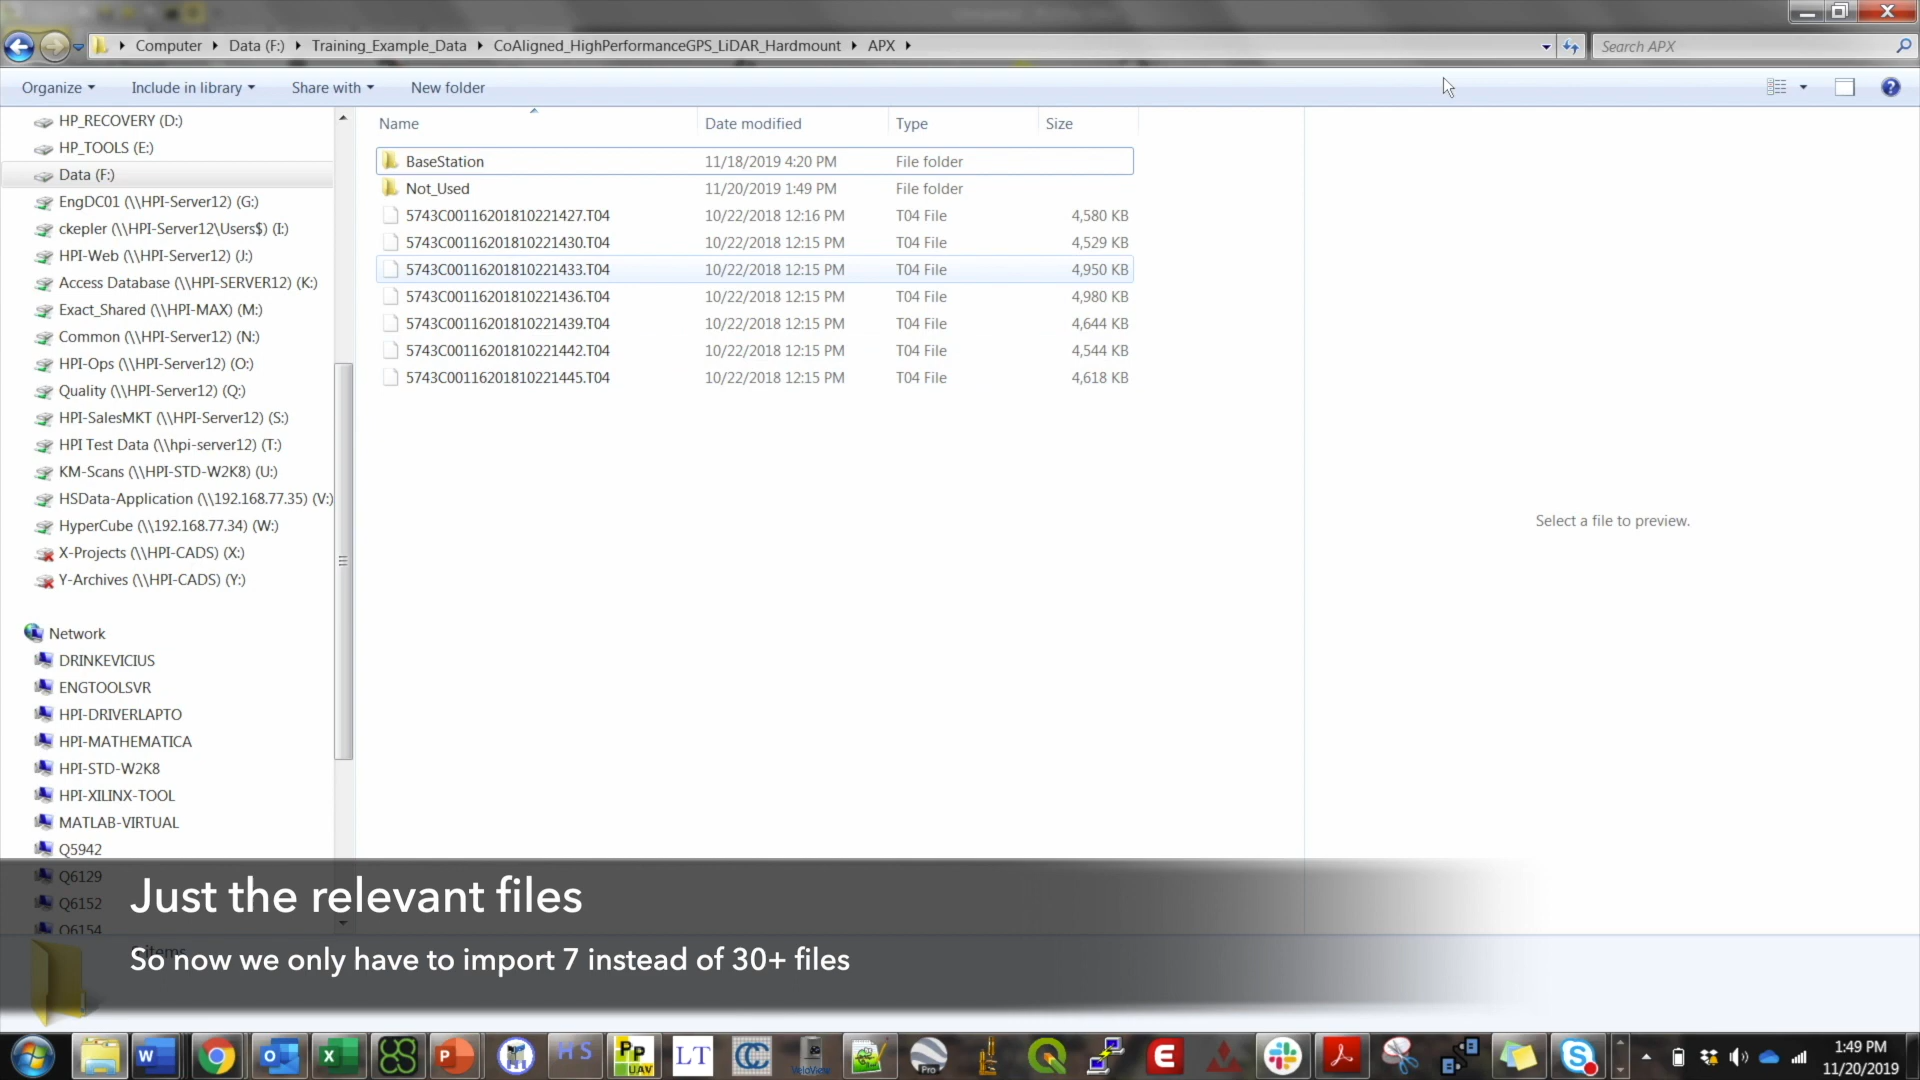 Computer ▸ Data (F:) ▸ Training_Example_Data ▸ CoAligned_HighPerformanceGPS_LiDAR_Hardmount ▸ APX ▸
Search APX
Organize ▾ Include in library ▾ Share with ▾ New folder
HP_RECOVERY (D:)
HP_TOOLS (E:)
Data (F:)
EngDC01 (\\HPI-Server12) (G:)
ckepler (\\HPI-Server12\Users$) (I:)
HPI-Web (\\HPI-Server12) (J:)
Access Database (\\HPI-SERVER12) (K:)
Exact_Shared (\\HPI-MAX) (M:)
Common (\\HPI-Server12) (N:)
HPI-Ops (\\HPI-Server12) (O:)
Quality (\\HPI-Server12) (Q:)
HPI-SalesMKT (\\HPI-Server12) (S:)
HPI Test Data (\\hpi-server12) (T:)
KM-Scans (\\HPI-STD-W2K8) (U:)
HSData-Application (\\192.168.77.35) (V:)
HyperCube (\\192.168.77.34) (W:)
X-Projects (\\HPI-CADS) (X:)
Y-Archives (\\HPI-CADS) (Y:)
Network
DRINKEVICIUS
ENGTOOLSVR
HPI-DRIVERLAPTO
HPI-MATHEMATICA
HPI-STD-W2K8
HPI-XILINX-TOOL
MATLAB-VIRTUAL
Q5942
Q6129
Q6152
Q6154
Name Date modified Type Size
BaseStation 11/18/2019 4:20 PM File folder
Not_Used 11/20/2019 1:49 PM File folder
5743C00116201810221427.T04 10/22/2018 12:16 PM T04 File 4,580 KB
5743C00116201810221430.T04 10/22/2018 12:15 PM T04 File 4,529 KB
5743C00116201810221433.T04 10/22/2018 12:15 PM T04 File 4,950 KB
5743C00116201810221436.T04 10/22/2018 12:15 PM T04 File 4,980 KB
5743C00116201810221439.T04 10/22/2018 12:15 PM T04 File 4,644 KB
5743C00116201810221442.T04 10/22/2018 12:15 PM T04 File 4,544 KB
5743C00116201810221445.T04 10/22/2018 12:15 PM T04 File 4,618 KB
Select a file to preview.
Just the relevant files
items
So now we only have to import 7 instead of 30+ files
HS
PP
UAV
LT
VeloView
Pro
1:49 PM
11/20/2019